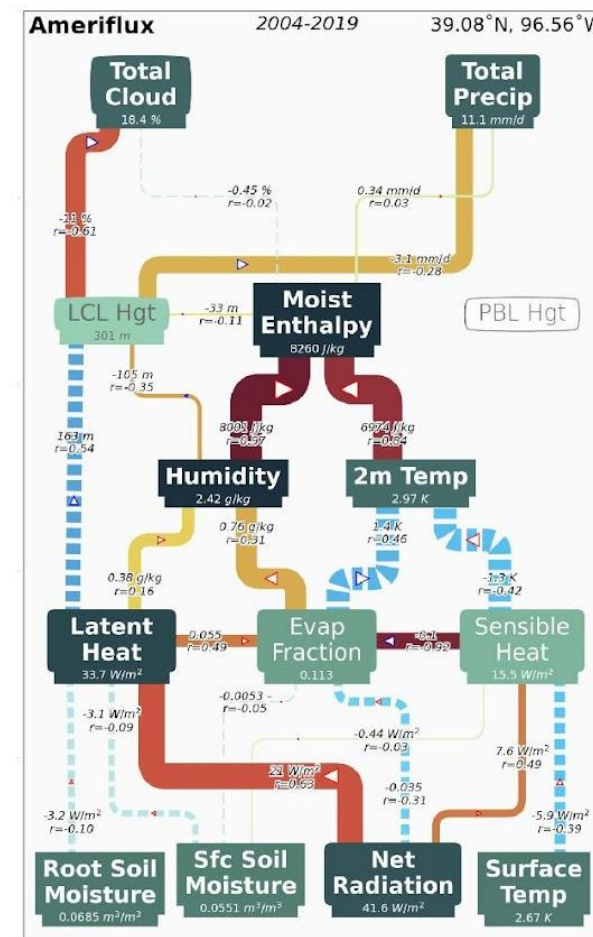 Ameriflux 2004-2019 39.08°N, 96.56°W
Total
Cloud
18.4 %
Total
Precip
11.1 mm/d
-0.45 %
r=-0.02
0.34 mm/d
r=0.03
-11 %
r=-0.61
-3.1 mm/d
r=-0.28
LCL Hgt
301 m
-33 m
r=-0.11
Moist
Enthalpy
8260 J/kg
PBL Hgt
-105 m
r=-0.35
8001 J/kg
r=0.97
6974 J/kg
r=0.84
163 m
r=0.54
Humidity
2.42 g/kg
2m Temp
2.97 K
0.76 g/kg
r=0.31
1.4 K
r=0.46
-1.3 K
r=-0.42
0.38 g/kg
r=0.16
Latent
Heat
33.7 W/m²
0.055
r=0.49
Evap
Fraction
0.113
-0.1
r=-0.92
Sensible
Heat
15.5 W/m²
-3.1 W/m²
r=-0.09
-0.0053 -
r=-0.05
-0.44 W/m²
r=-0.03
7.6 W/m²
r=0.49
21 W/m²
r=0.63
-0.035
r=-0.31
-3.2 W/m²
r=-0.10
-5.9 W/m²
r=-0.39
Root Soil
Moisture
0.0685 m³/m³
Sfc Soil
Moisture
0.0551 m³/m³
Net
Radiation
41.6 W/m²
Surface
Temp
2.67 K